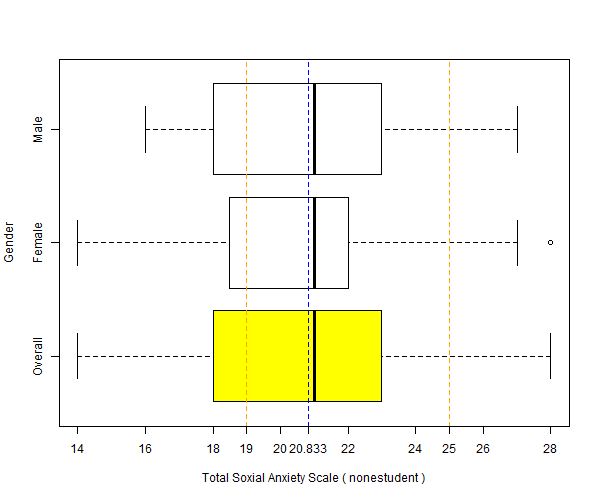 Gender
Male
Female
Overall
14 16 18 19 20 20.833 22 24 25 26 28
Total Soxial Anxiety Scale ( nonestudent )